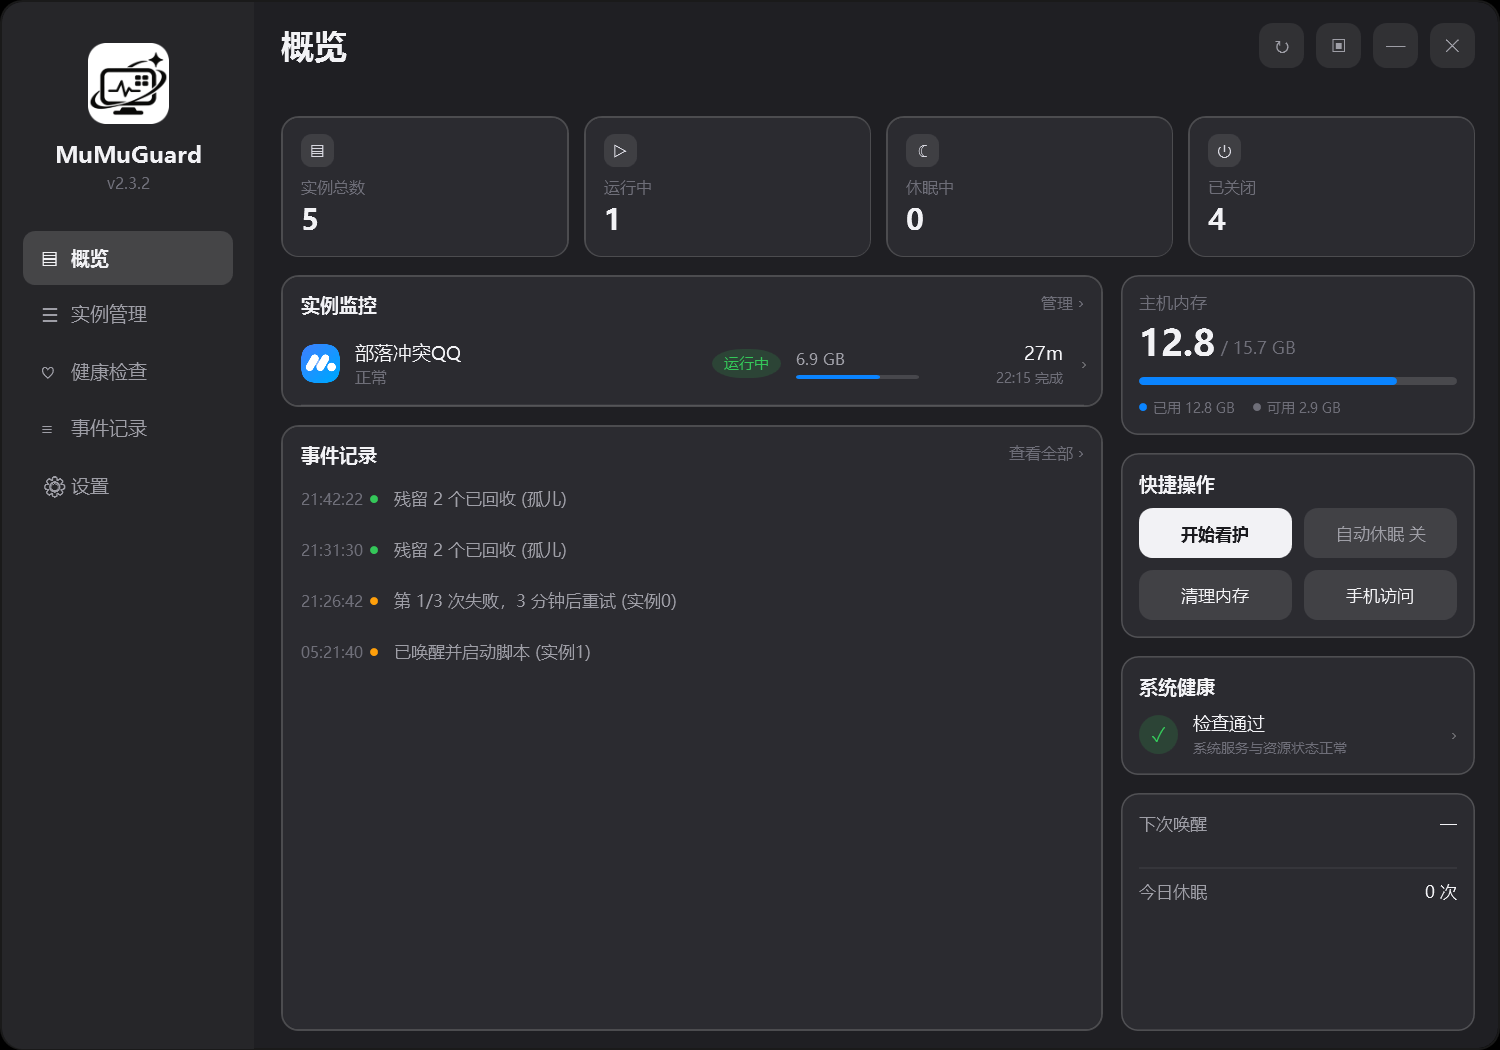 MuMuGuard
v2.3.2
概览
实例管理
健康检查
事件记录
设置
概览
实例总数
5
运行中
1
休眠中
0
已关闭
4
实例监控
管理 ›
部落冲突QQ
正常
运行中
6.9 GB
27m
22:15 完成
事件记录
查看全部 ›
21:42:22 残留 2 个已回收 (孤儿)
21:31:30 残留 2 个已回收 (孤儿)
21:26:42 第 1/3 次失败，3 分钟后重试 (实例0)
05:21:40 已唤醒并启动脚本 (实例1)
主机内存
12.8 / 15.7 GB
已用 12.8 GB 可用 2.9 GB
快捷操作
开始看护 自动休眠 关
清理内存 手机访问
系统健康
检查通过
系统服务与资源状态正常
下次唤醒 —
今日休眠 0 次